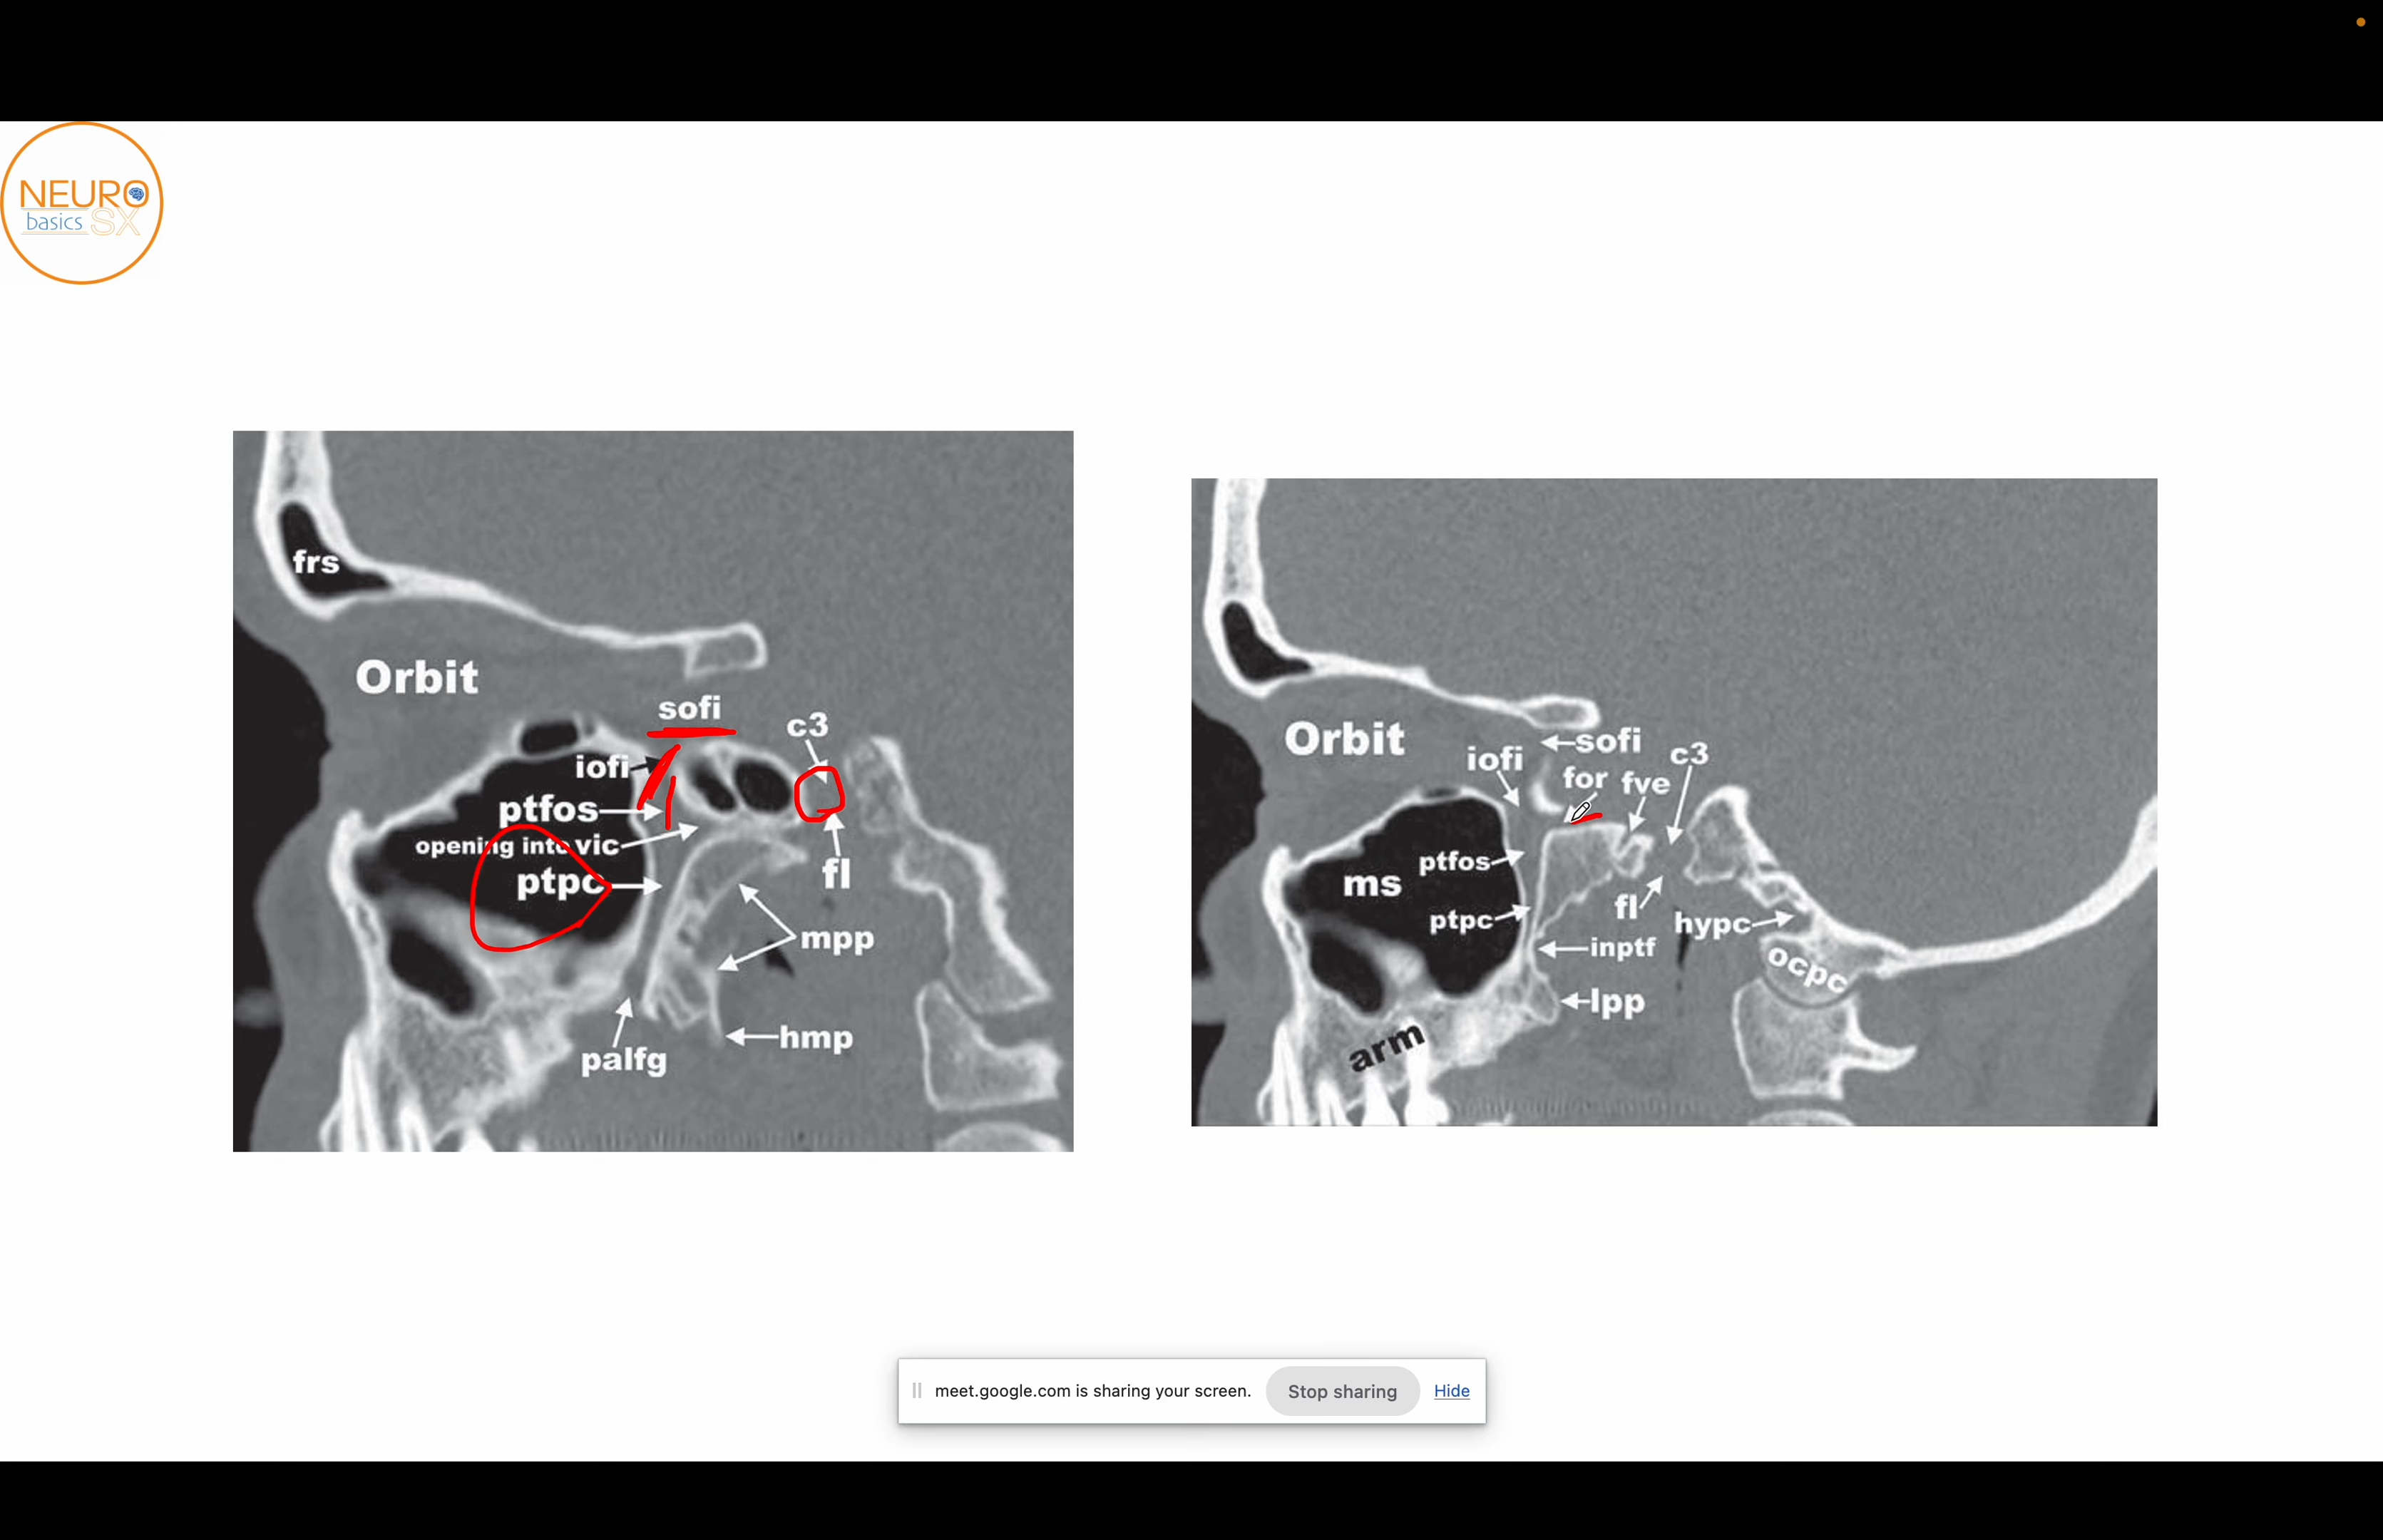 NEURO
basics SX
frs
Orbit
sofi
c3
iofi
ptfos
opening into vic
ptpc
fl
mpp
hmp
palfg
Orbit
sofi
iofi
c3
for
fve
ptfos
ms
ptpc
fl
hypc
inptf
ocpc
lpp
arm
meet.google.com is sharing your screen.
Stop sharing
Hide